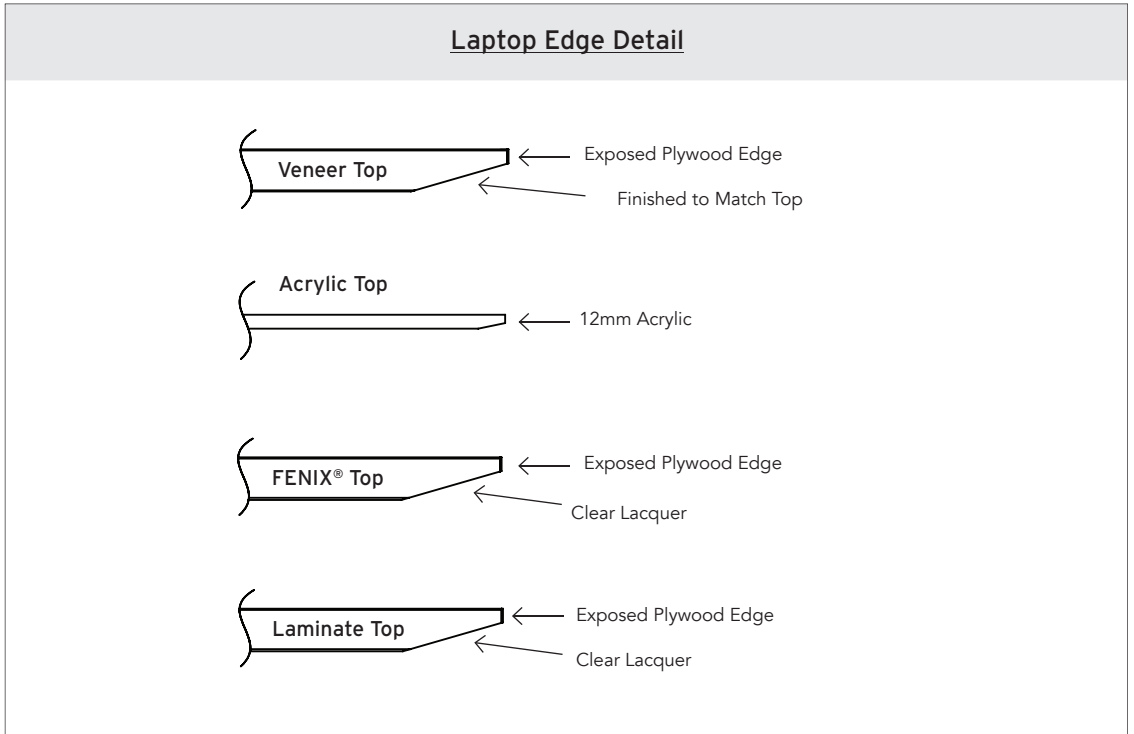 Laptop Edge Detail
Veneer Top
Exposed Plywood Edge
Finished to Match Top
Acrylic Top
12mm Acrylic
FENIX® Top
Exposed Plywood Edge
Clear Lacquer
Laminate Top
Exposed Plywood Edge
Clear Lacquer